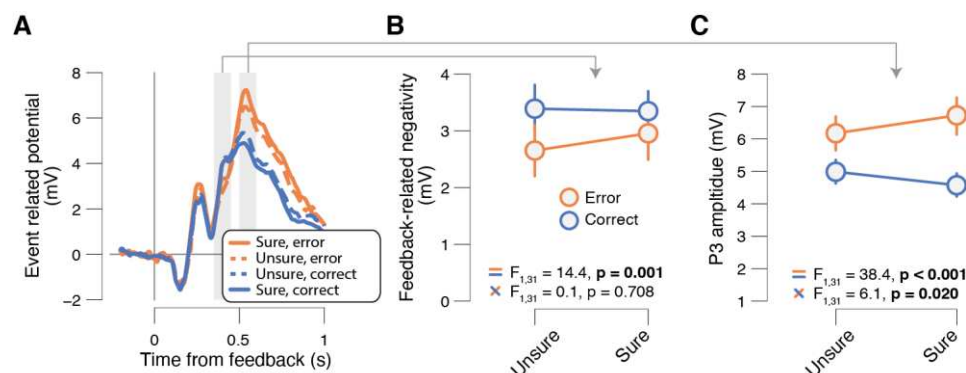 A
Event related potential
(mV)
8
6
4
2
0
−2
0
0.5
1
Time from feedback (s)
Sure, error
Unsure, error
Unsure, correct
Sure, correct
B
Feedback-related negativity
(mV)
4
3
2
1
0
Error
Correct
F1,31 = 14.4, p = 0.001
F1,31 = 0.1, p = 0.708
Unsure
Sure
C
P3 ampltidue (mV)
8
7
6
5
4
3
2
1
F1,31 = 38.4, p < 0.001
F1,31 = 6.1, p = 0.020
Unsure
Sure